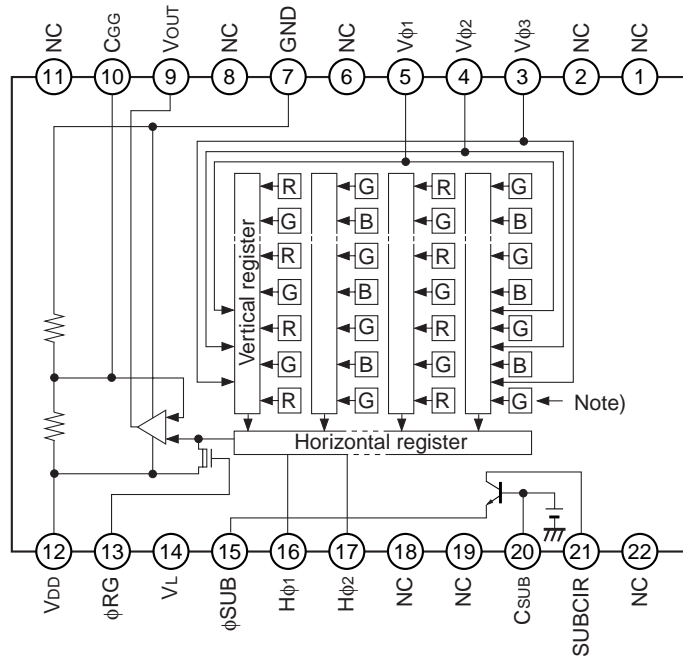 NC CGG VOUT NC GND NC Vφ1 Vφ2 Vφ3 NC NC
11 10 9 8 7 6 5 4 3 2 1
Vertical register
R G R G
G B G B
R G R G
G B G B
R G R G
G B G B
R G R G Note)
Horizontal register
12 13 14 15 16 17 18 19 20 21 22
VDD φRG VL φSUB Hφ1 Hφ2 NC NC CSUB SUBCIR NC